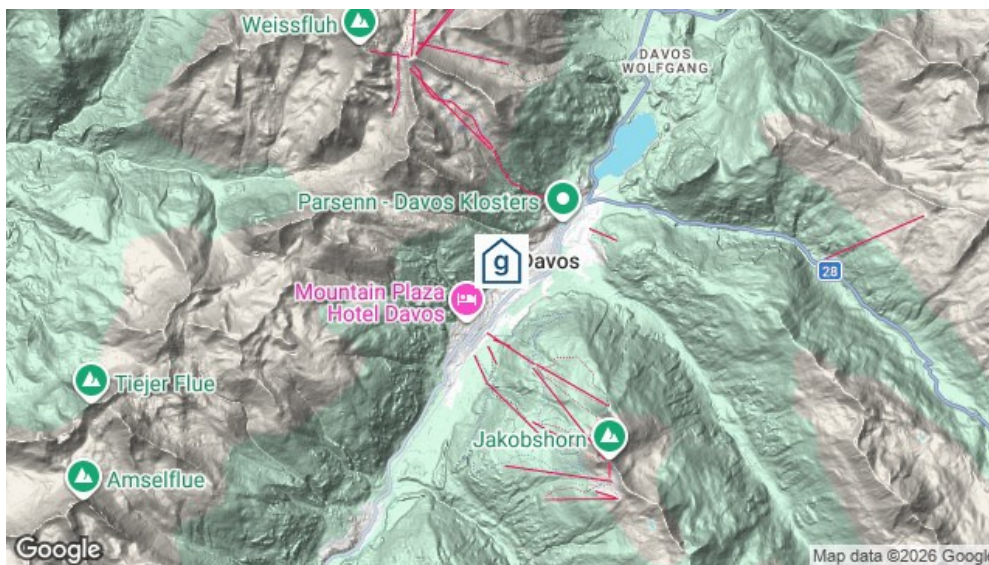 Weissfluh
DAVOS
WOLFGANG
Parsenn - Davos Klosters
g
Davos
28
Mountain Plaza
Hotel Davos
Tiejer Flue
Jakobshorn
Amselflue
Google
Map data ©2026 Google